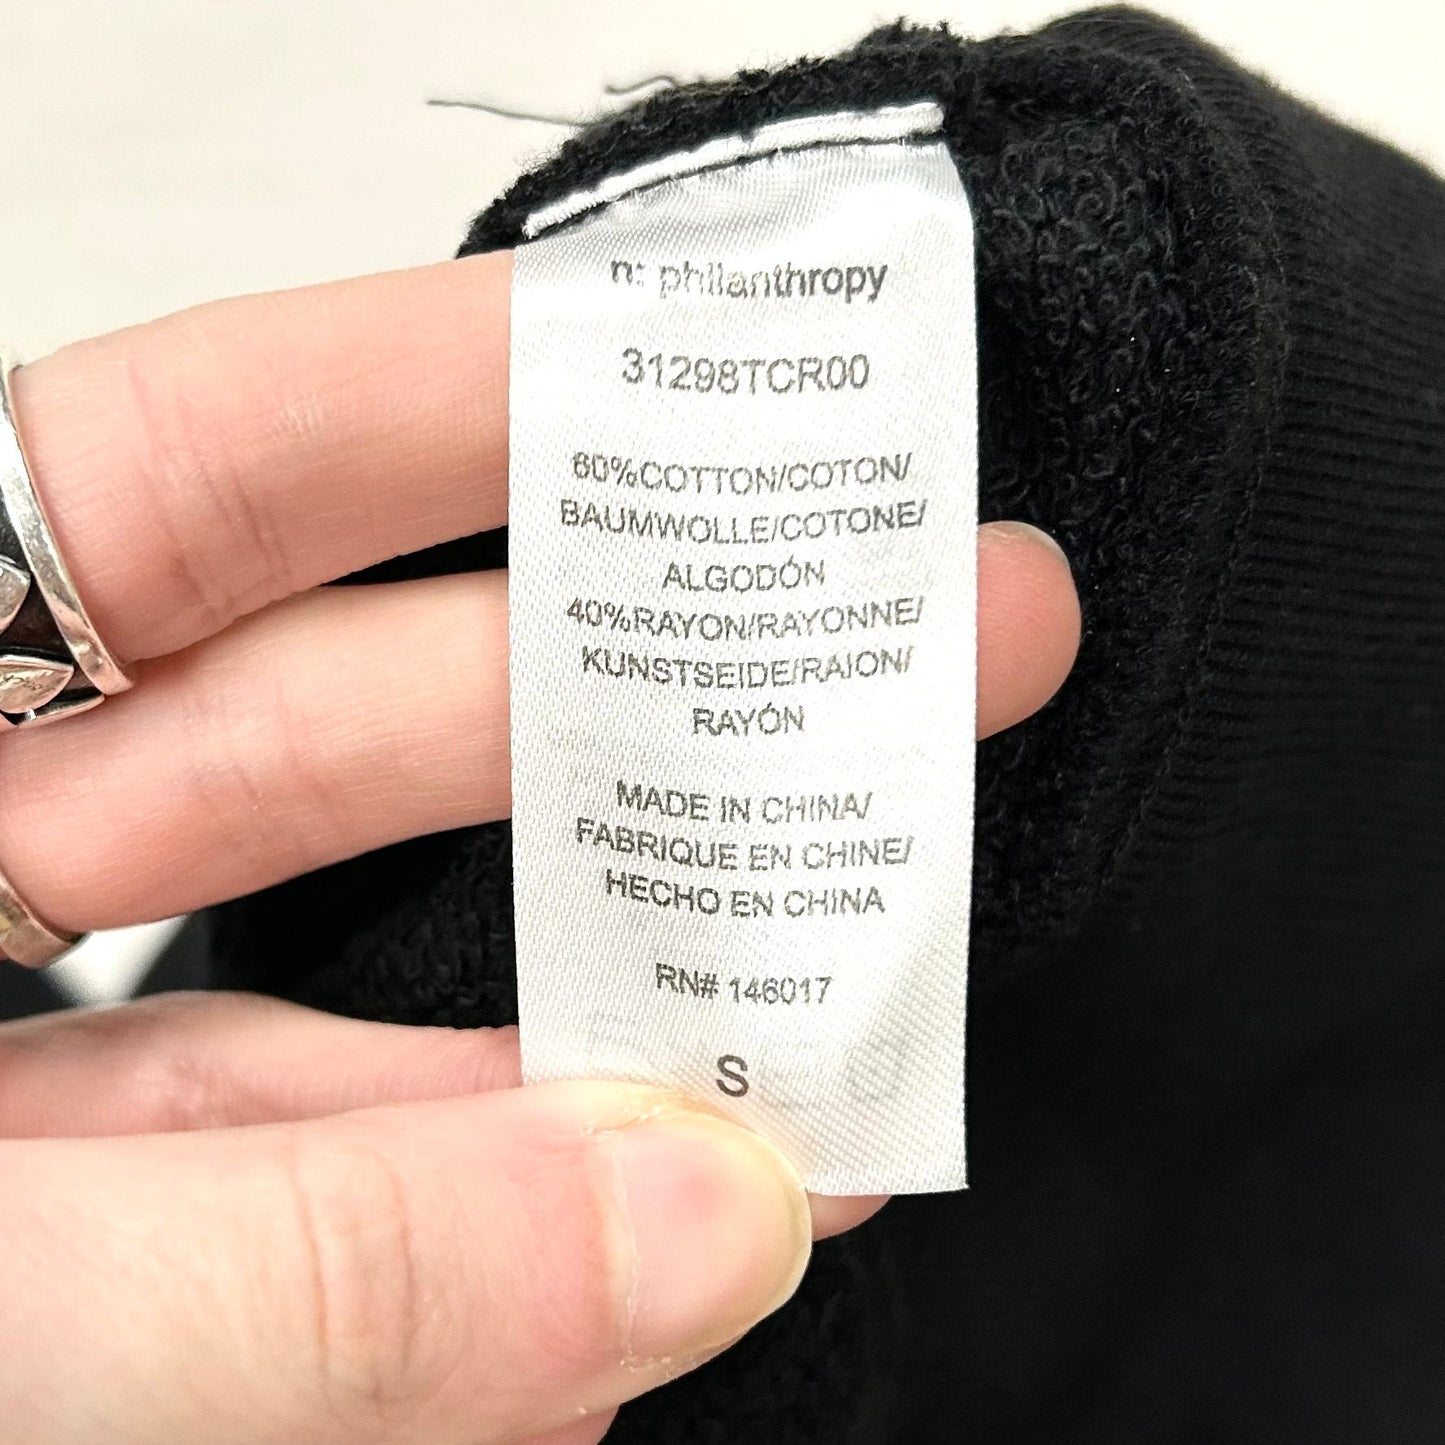 n: philanthropy
31298TCR00
60%COTTON/COTON/
BAUMWOLLE/COTONE/
ALGODÓN
40%RAYON/RAYONNE/
KUNSTSEIDE/RAION/
RAYÓN
MADE IN CHINA/
FABRIQUE EN CHINE/
HECHO EN CHINA
RN# 146017
S